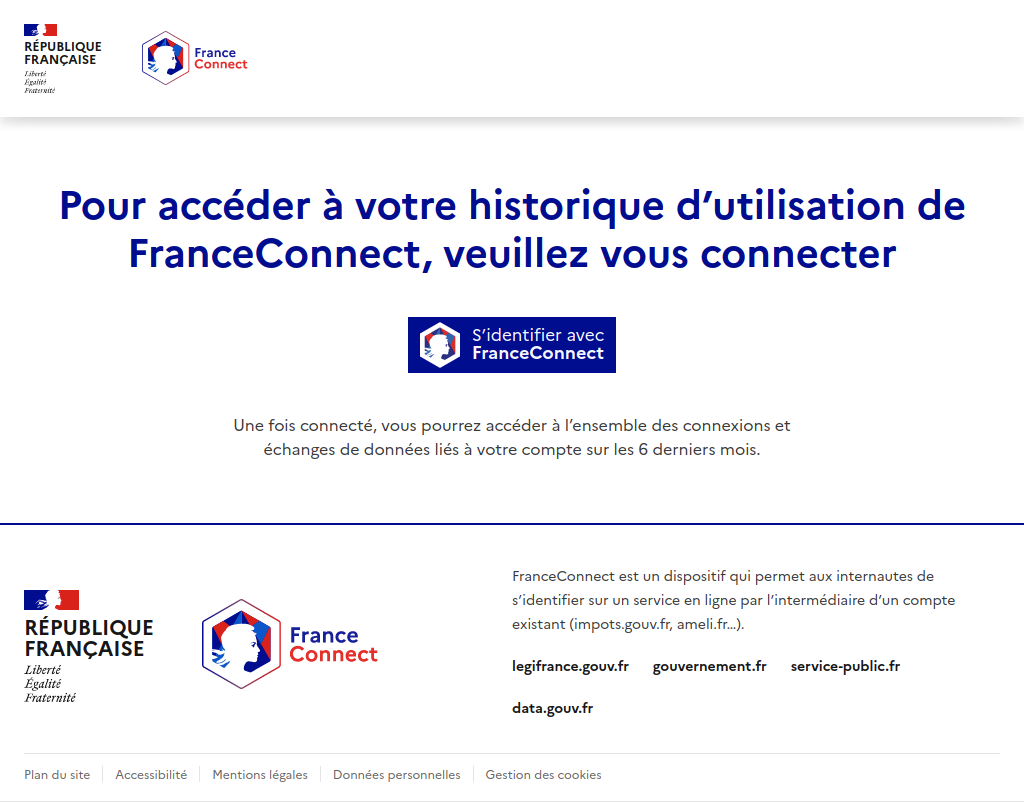 RÉPUBLIQUE
FRANÇAISE
Liberté
Égalité
Fraternité
France
Connect
Pour accéder à votre historique d’utilisation de
FranceConnect, veuillez vous connecter
S’identifier avec
FranceConnect
Une fois connecté, vous pourrez accéder à l’ensemble des connexions et
échanges de données liés à votre compte sur les 6 derniers mois.
RÉPUBLIQUE
FRANÇAISE
Liberté
Égalité
Fraternité
France
Connect
FranceConnect est un dispositif qui permet aux internautes de
s’identifier sur un service en ligne par l’intermédiaire d’un compte
existant (impots.gouv.fr, ameli.fr…).
legifrance.gouv.fr gouvernement.fr service-public.fr
data.gouv.fr
Plan du site Accessibilité Mentions légales Données personnelles Gestion des cookies